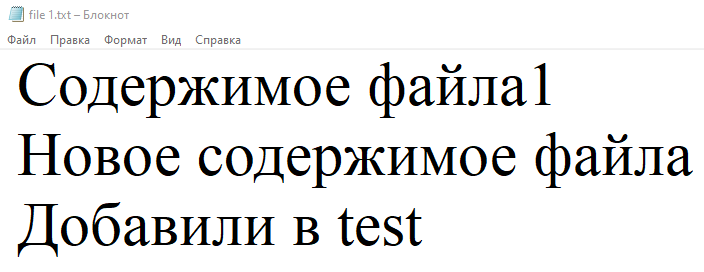 file 1.txt – Блокнот
Файл Правка Формат Вид Справка
Содержимое файла1
Новое содержимое файла
Добавили в test